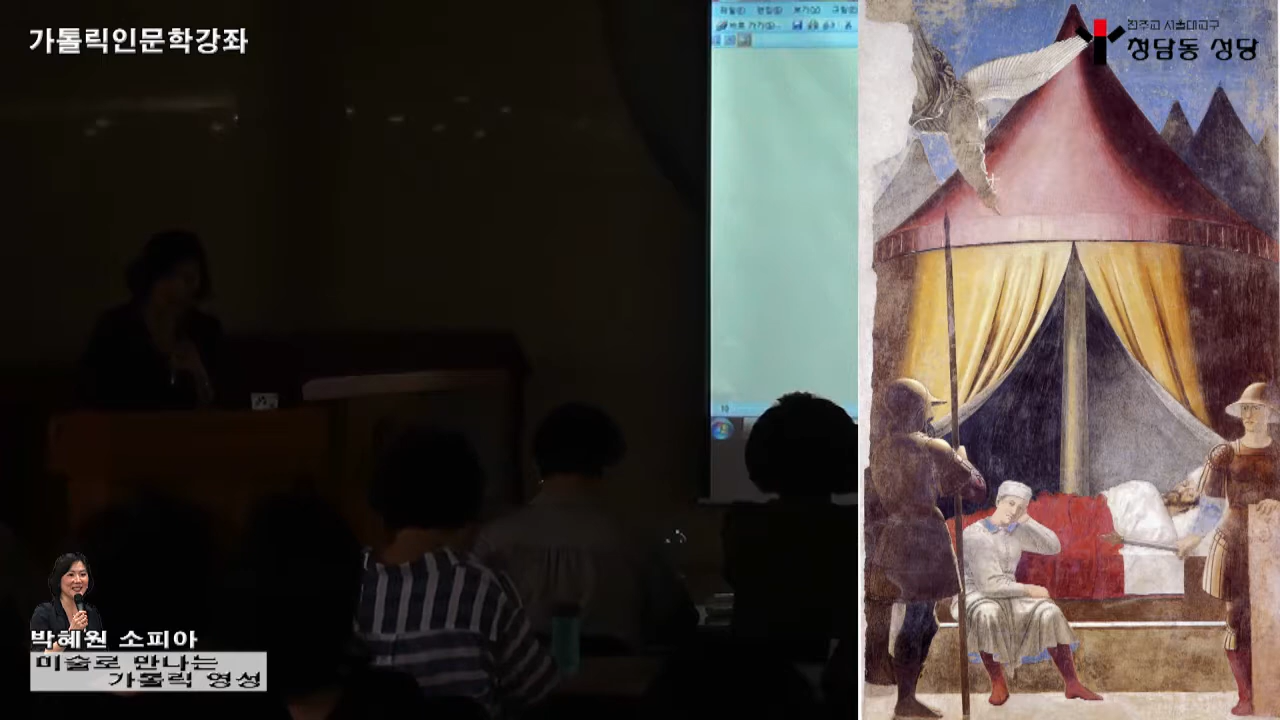 가톨릭인문학강좌
천주교 서울대교구
청담동 성당
박혜원 소피아
미술로 만나는
가톨릭 영성